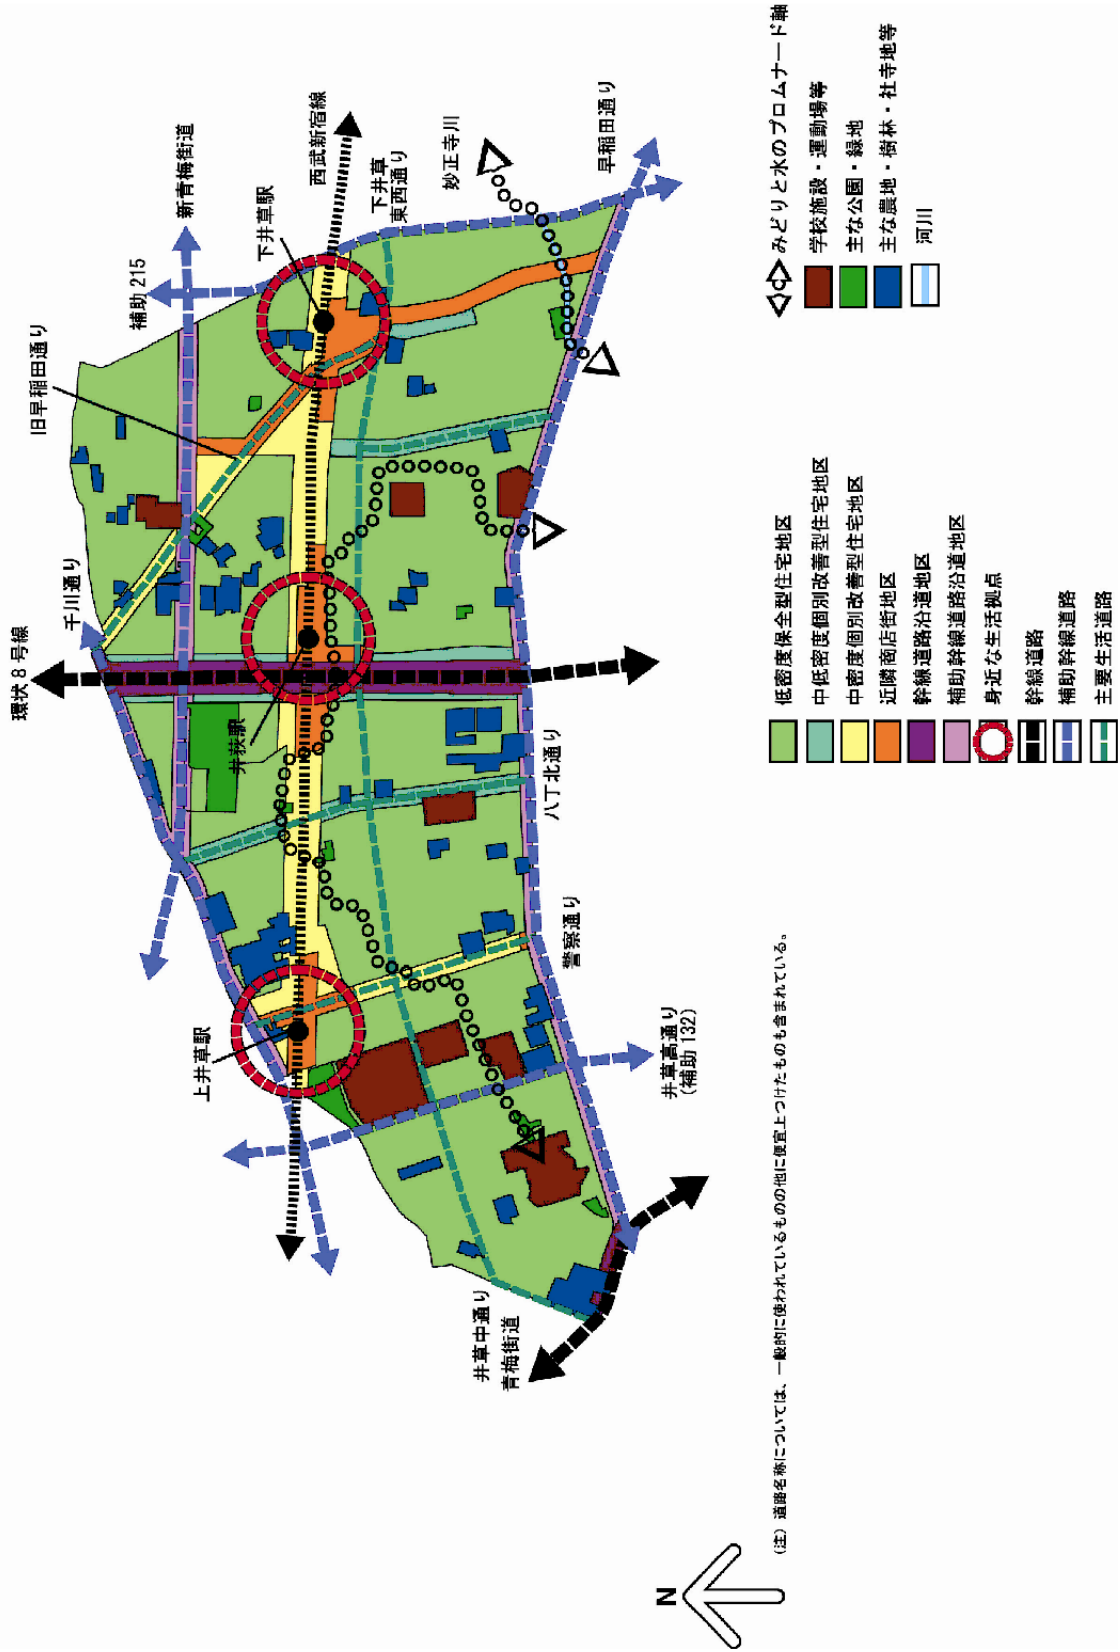 環状8号線
千川通り
旧早稲田通り
補助215
新青梅街道
下井草駅
西武新宿線
下井草
東西通り
妙正寺川
早稲田通り
井荻駅
上井草駅
八丁北通り
警察通り
井草高通り
(補助132)
井草中通り
青梅街道
低密度保全型住宅地区
中低密度個別改善型住宅地区
中密度個別改善型住宅地区
近隣商店街地区
幹線道路沿道地区
補助幹線道路沿道地区
身近な生活拠点
幹線道路
補助幹線道路
主要生活道路
みどりと水のプロムナード軸
学校施設・運動場等
主な公園・緑地
主な農地・樹林・社寺地等
河川
(注) 道路名称については、一般的に使われているものの他に便宜上つけたものも含まれている。
N